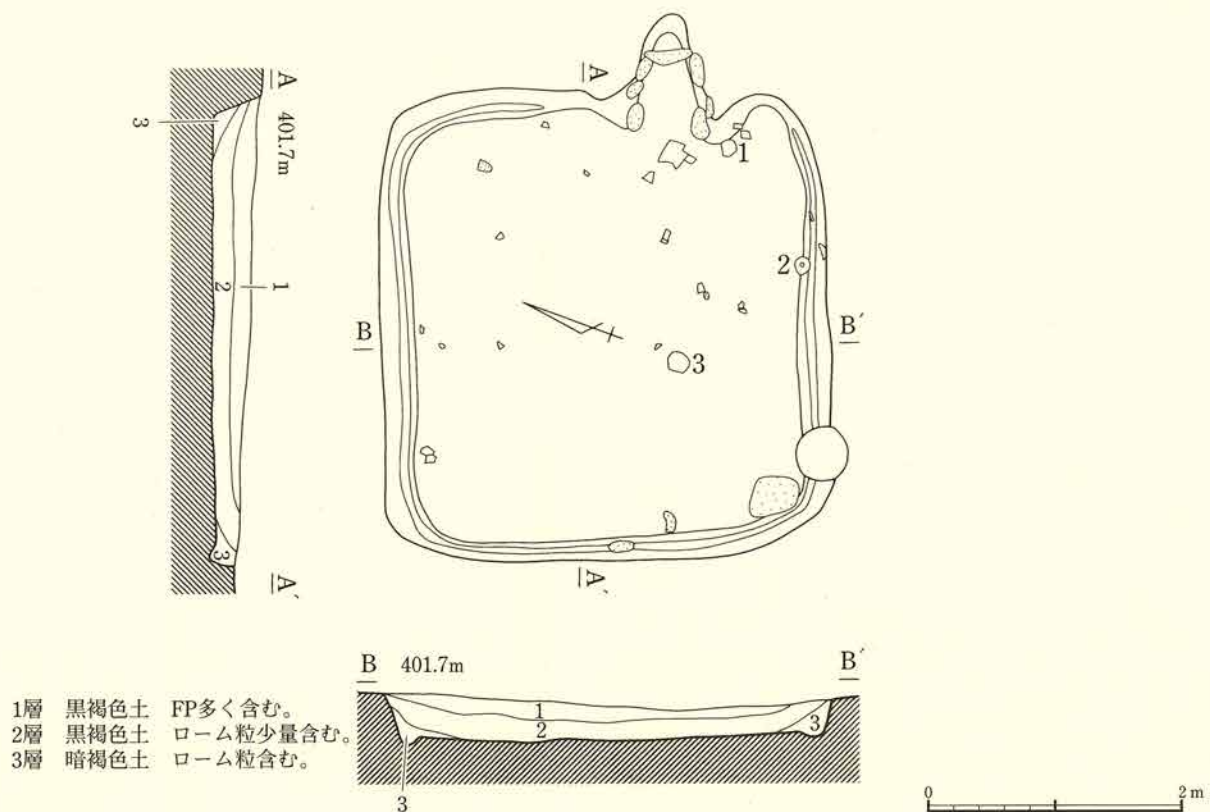 A
3
401.7m
2
1
3
A′
A
1
2
B
B′
3
A′
B 401.7m B′
1
2
3
3
1層 黒褐色土 FP多く含む。
2層 黒褐色土 ローム粒少量含む。
3層 暗褐色土 ローム粒含む。
0 2m